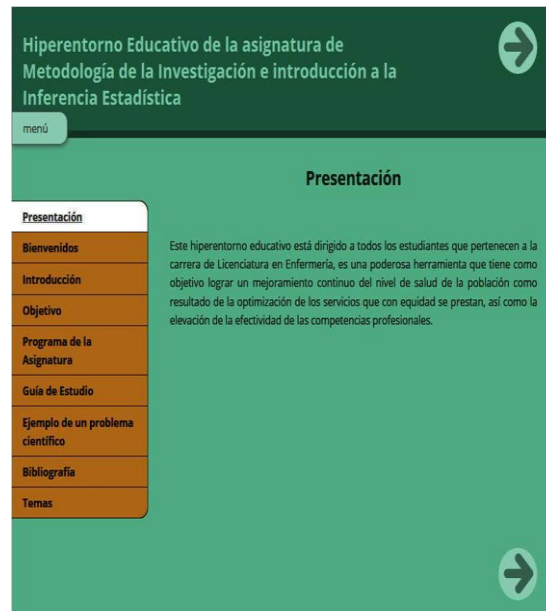 Hiperentorno Educativo de la asignatura de
Metodología de la Investigación e introducción a la
Inferencia Estadística
menú
Presentación
Presentación
Bienvenidos
Introducción
Objetivo
Programa de la
Asignatura
Guía de Estudio
Ejemplo de un problema
científico
Bibliografía
Temas
Este hiperentorno educativo está dirigido a todos los estudiantes que pertenecen a la
carrera de Licenciatura en Enfermería, es una poderosa herramienta que tiene como
objetivo lograr un mejoramiento continuo del nivel de salud de la población como
resultado de la optimización de los servicios que con equidad se prestan, así como la
elevación de la efectividad de las competencias profesionales.